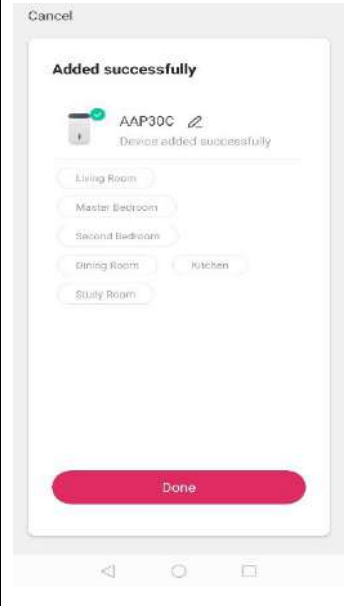 Cancel
Added successfully
AAP30C
Device added successfully
Living Room
Master Bedroom
Second Bedroom
Dining Room Kitchen
Study Room
Done